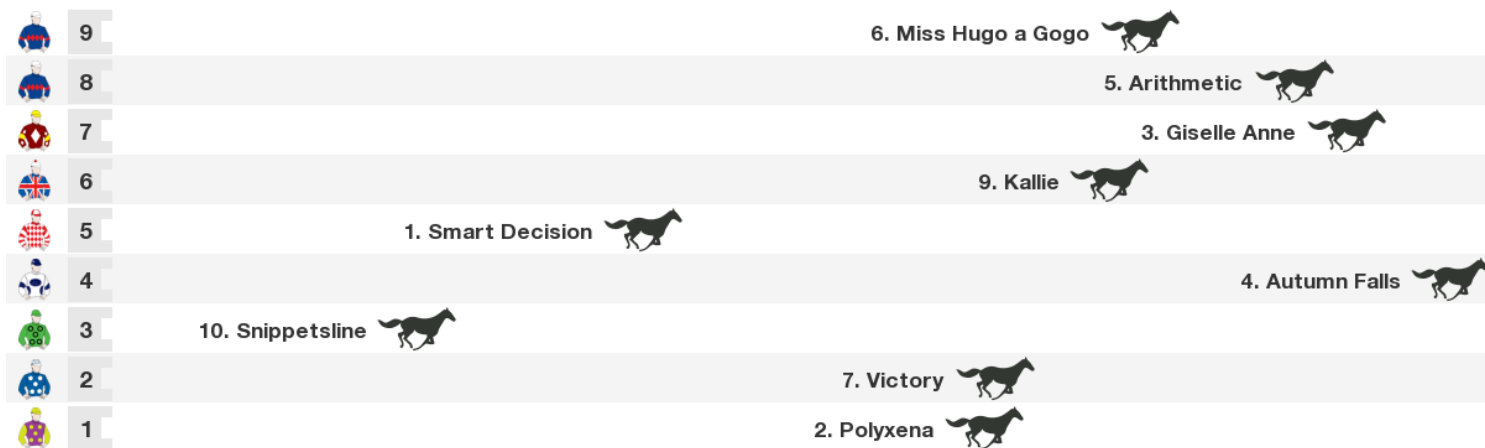 9 6. Miss Hugo a Gogo
8 5. Arithmetic
7 3. Giselle Anne
6 9. Kallie
5 1. Smart Decision
4 4. Autumn Falls
3 10. Snippetsline
2 7. Victory
1 2. Polyxena